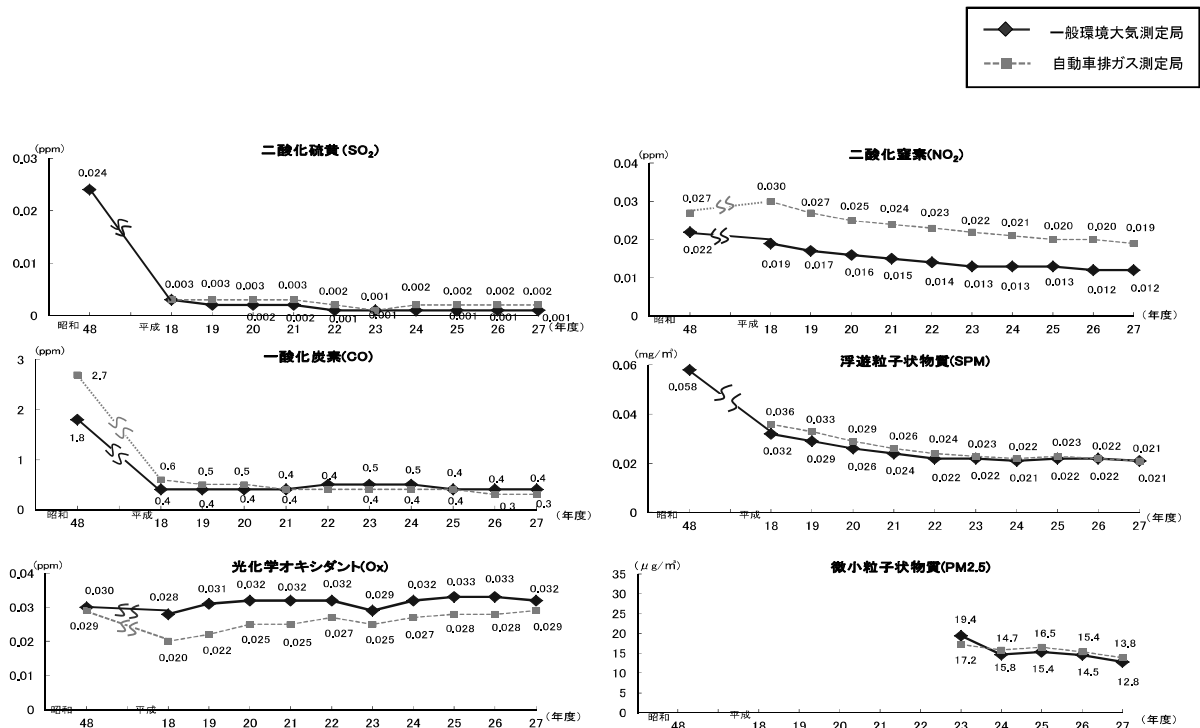 一般環境大気測定局
自動車排ガス測定局
二酸化硫黄(SO₂)
(ppm)
0.03
0.02
0.01
0
0.024
0.003 0.003 0.003 0.003 0.002 0.001 0.002 0.002 0.002 0.002
0.002 0.002 0.001 0.001 0.001 0.001 0.001
昭和 平成
48 18 19 20 21 22 23 24 25 26 27 (年度)
二酸化窒素(NO₂)
(ppm)
0.04
0.03
0.02
0.01
0
0.027 0.030 0.027 0.025 0.024 0.023 0.022 0.021 0.020 0.020 0.019
0.022 0.019 0.017 0.016 0.015 0.014 0.013 0.013 0.013 0.012 0.012
昭和 平成
48 18 19 20 21 22 23 24 25 26 27 (年度)
一酸化炭素(CO)
(ppm)
3
2
1
0
2.7
1.8
0.6 0.5 0.5 0.4 0.4 0.5 0.5 0.4 0.4 0.4
0.4 0.4 0.4 0.4 0.4 0.4 0.4 0.3 0.3
昭和 平成
48 18 19 20 21 22 23 24 25 26 27 (年度)
浮遊粒子状物質(SPM)
(mg/㎥)
0.06
0.04
0.02
0
0.058
0.036 0.033 0.029 0.026 0.024 0.023 0.022 0.023 0.022 0.021
0.032 0.029 0.026 0.024 0.022 0.022 0.021 0.022 0.022 0.021
昭和 平成
48 18 19 20 21 22 23 24 25 26 27 (年度)
光化学オキシダント(Ox)
(ppm)
0.04
0.03
0.02
0.01
0.00
0.030 0.028 0.031 0.032 0.032 0.032 0.029 0.032 0.033 0.033 0.032
0.029 0.020 0.022 0.025 0.025 0.027 0.025 0.027 0.028 0.028 0.029
昭和 平成
48 18 19 20 21 22 23 24 25 26 27 (年度)
微小粒子状物質(PM2.5)
(μg/㎥)
35
30
25
20
15
10
5
0
19.4 14.7 16.5 15.4 13.8
17.2 15.8 15.4 14.5 12.8
昭和 平成
48 18 19 20 21 22 23 24 25 26 27 (年度)